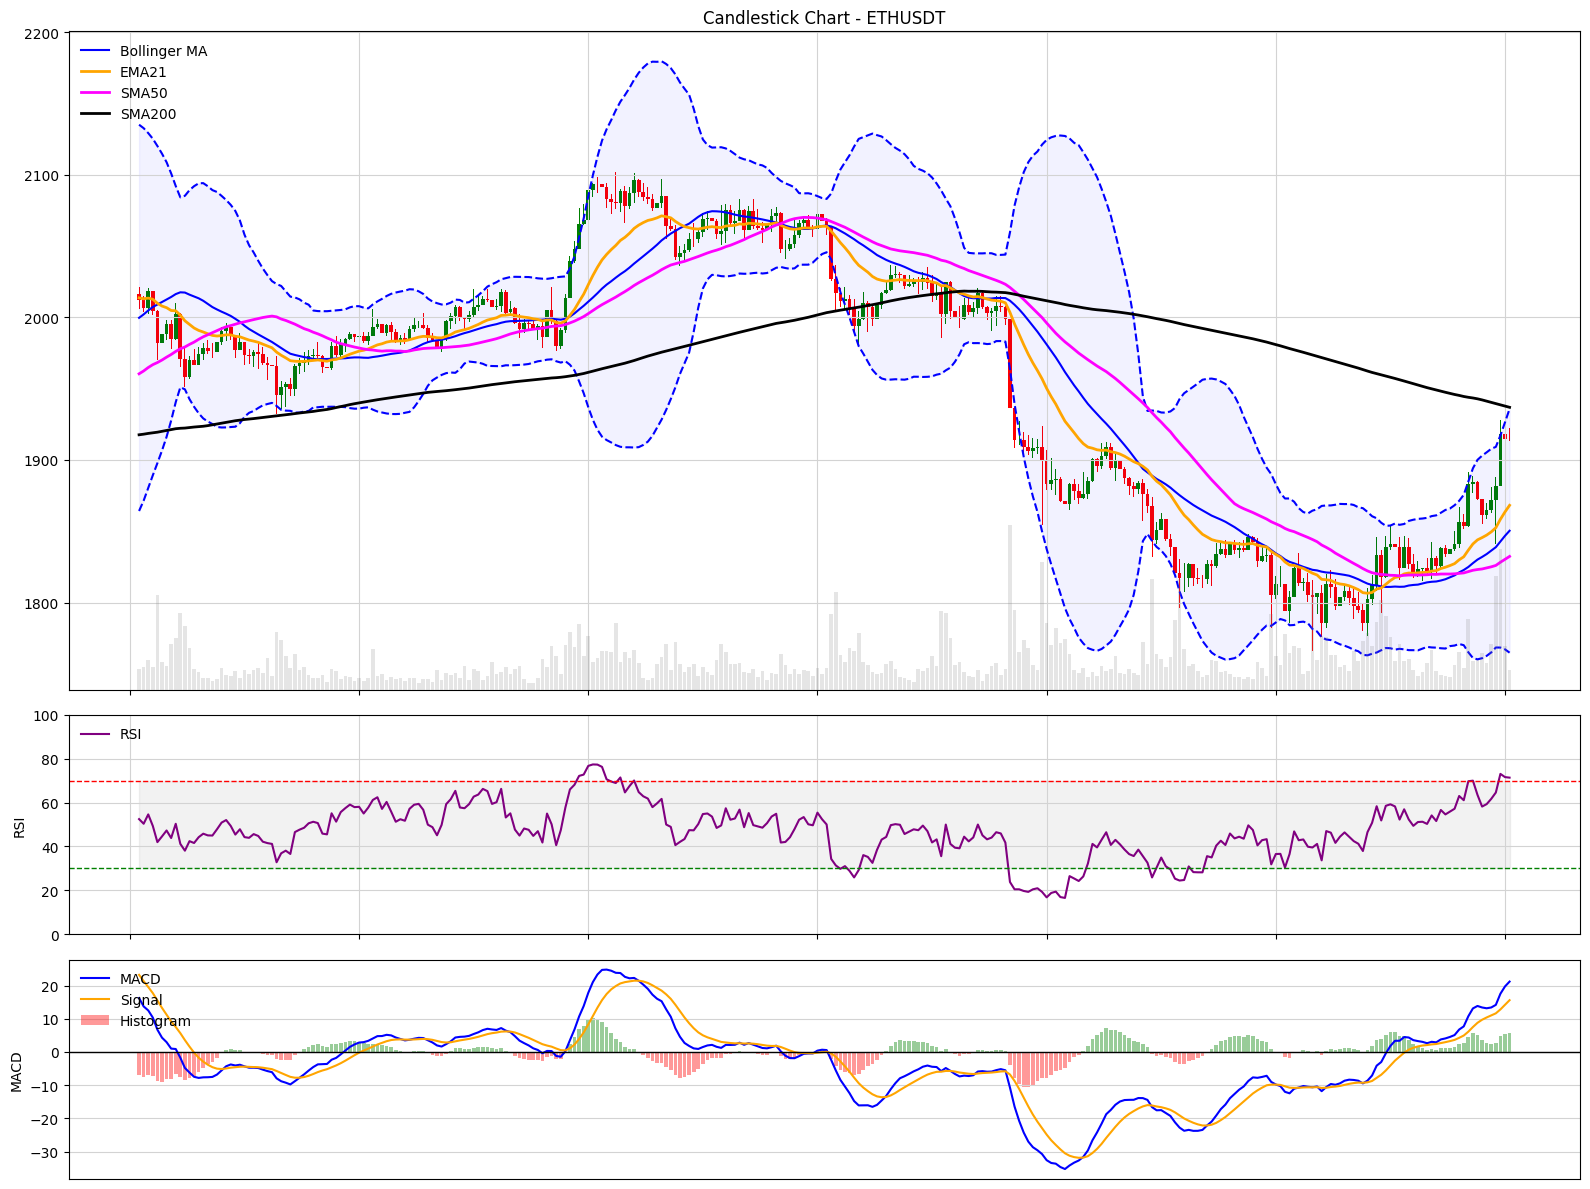 Candlestick Chart - ETHUSDT
Bollinger MA
EMA21
SMA50
SMA200
2200
2100
2000
1900
1800
RSI
100
80
60
40
20
0
RSI
MACD
Signal
Histogram
20
10
0
−10
−20
−30
MACD